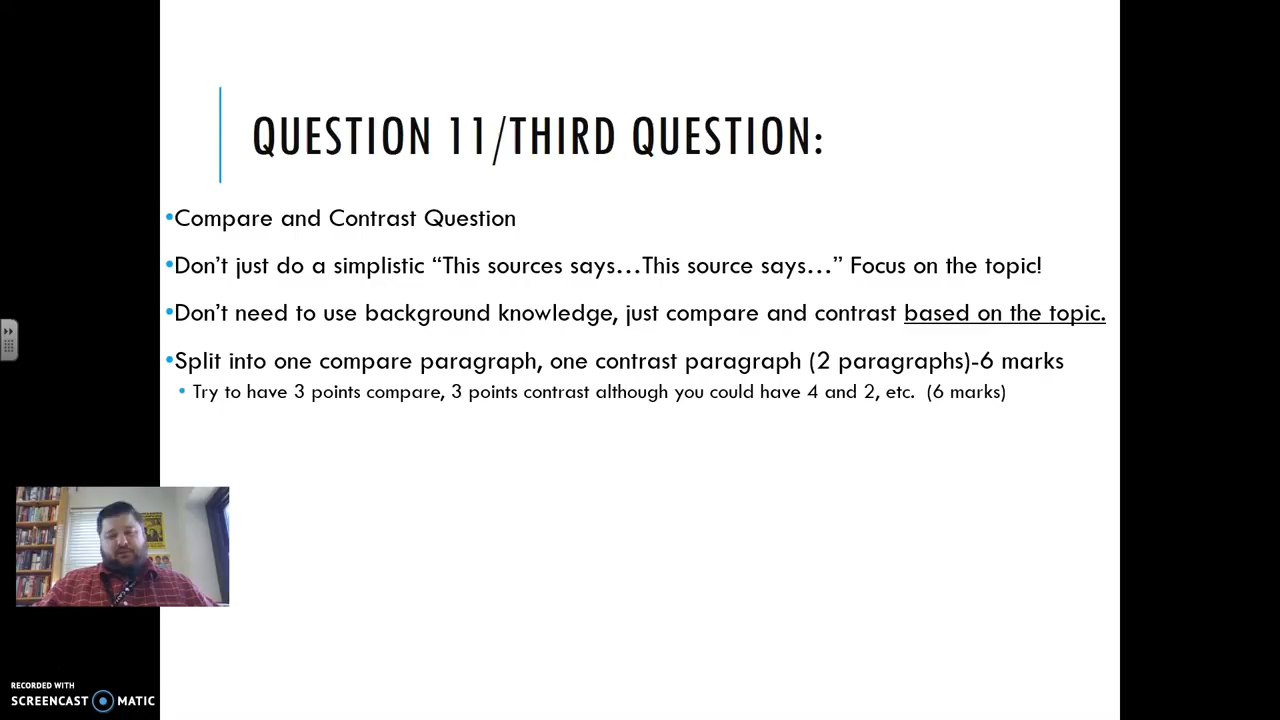 QUESTION 11/THIRD QUESTION:
•Compare and Contrast Question
•Don’t just do a simplistic “This sources says…This source says…” Focus on the topic!
•Don’t need to use background knowledge, just compare and contrast based on the topic.
•Split into one compare paragraph, one contrast paragraph (2 paragraphs)-6 marks
• Try to have 3 points compare, 3 points contrast although you could have 4 and 2, etc. (6 marks)
RECORDED WITH
SCREENCAST MATIC